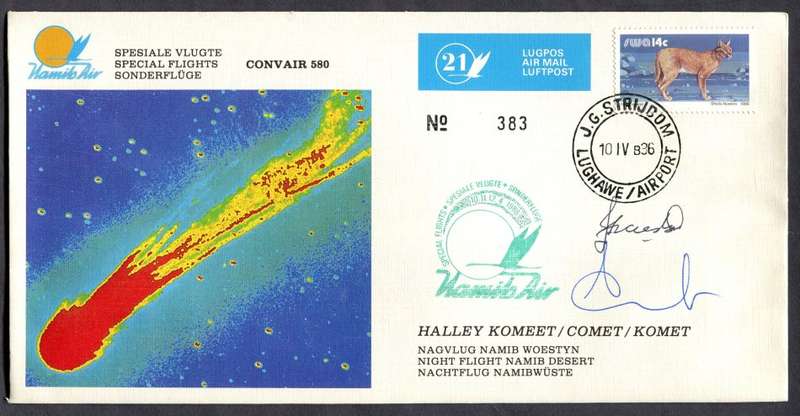 Namib Air
SPESIALE VLUGTE
SPECIAL FLIGHTS
SONDERFLÜGE
CONVAIR 580
21
LUGPOS
AIR MAIL
LUFTPOST
swa 14c
No 383
J.G. STRIJDOM
10 IV 836
LUGHAWE/AIRPORT
SPECIAL FLIGHTS • SPESIALE VLUGTE • SONDERFLUGE
Namib Air
HALLEY KOMEET/COMET/KOMET
NAGVLUG NAMIB WOESTYN
NIGHT FLIGHT NAMIB DESERT
NACHTFLUG NAMIBWÜSTE